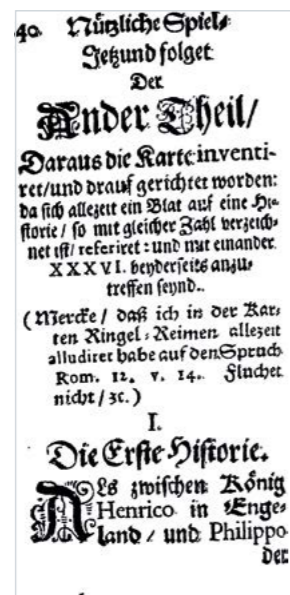 40. Nützliche Spiel-
Jetzund folget
Der
Ander Theil/
Daraus die Karte inventi-
ret/und drauf gerichtet worden:
da sich allezeit ein Blat auf eine Hi-
storie / so mit gleicher Zahl verzeich-
net ist/ referiret : und mit einander
XXXVI. beyderseits anzu-
treffen seynd.
(Mercke / daß ich in der Kar-
ten Ringel-Reimen allezeit
alludiret habe auf den Spruch
Rom. 12. v. 14. Fluchet
nicht / ꝛc.)
I.
Die Erste Historie.
ALs zwischen König
Henrico in Enge-
land / und Philippo
der